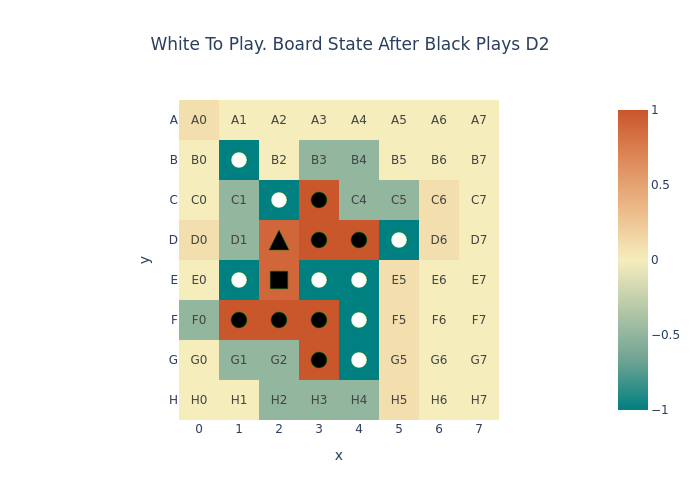 White To Play. Board State After Black Plays D2
A A0 A1 A2 A3 A4 A5 A6 A7
B B0 B2 B3 B4 B5 B6 B7
C C0 C1 C4 C5 C6 C7
D D0 D1 D6 D7
E E0 E5 E6 E7
F F0 F5 F6 F7
G G0 G1 G2 G5 G6 G7
H H0 H1 H2 H3 H4 H5 H6 H7
0 1 2 3 4 5 6 7
x
y
1
0.5
0
−0.5
−1